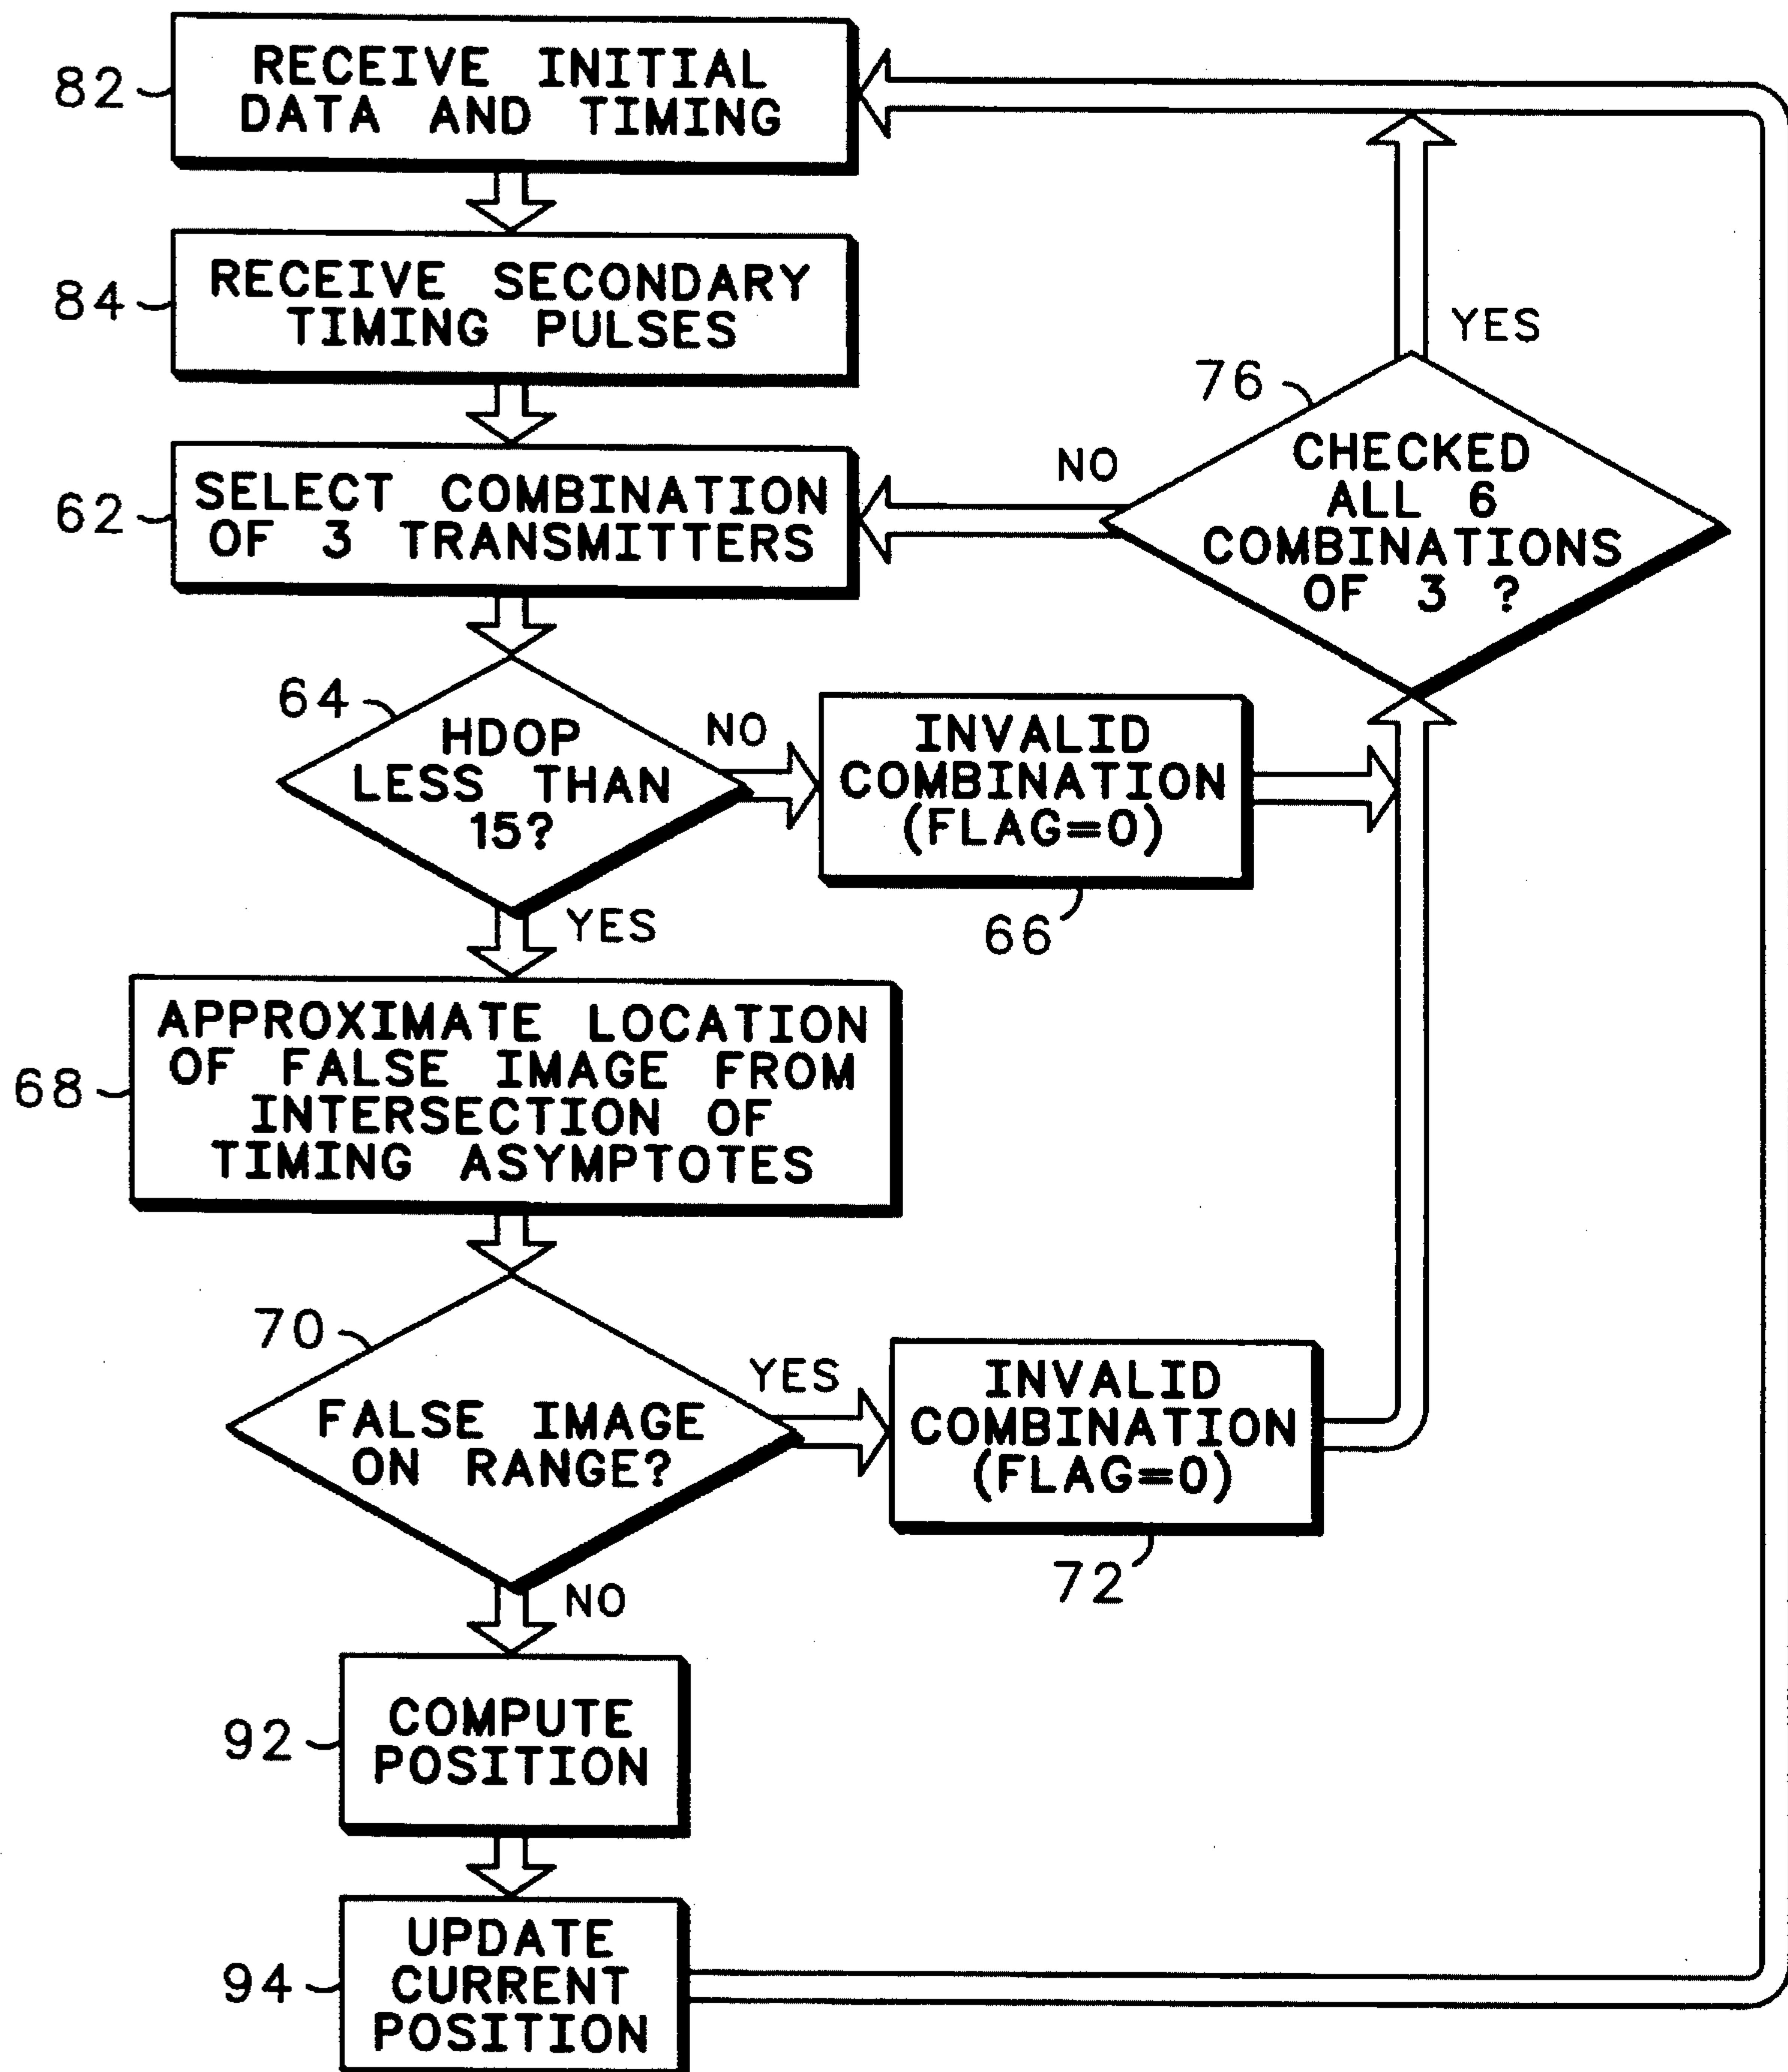 82
RECEIVE INITIAL
DATA AND TIMING
84
RECEIVE SECONDARY
TIMING PULSES
YES
76
CHECKED
ALL 6
COMBINATIONS
OF 3 ?
NO
62
SELECT COMBINATION
OF 3 TRANSMITTERS
64
HDOP
LESS THAN
15?
NO
INVALID
COMBINATION
(FLAG=0)
66
YES
68
APPROXIMATE LOCATION
OF FALSE IMAGE FROM
INTERSECTION OF
TIMING ASYMPTOTES
70
FALSE IMAGE
ON RANGE?
YES
INVALID
COMBINATION
(FLAG=0)
72
NO
92
COMPUTE
POSITION
94
UPDATE
CURRENT
POSITION